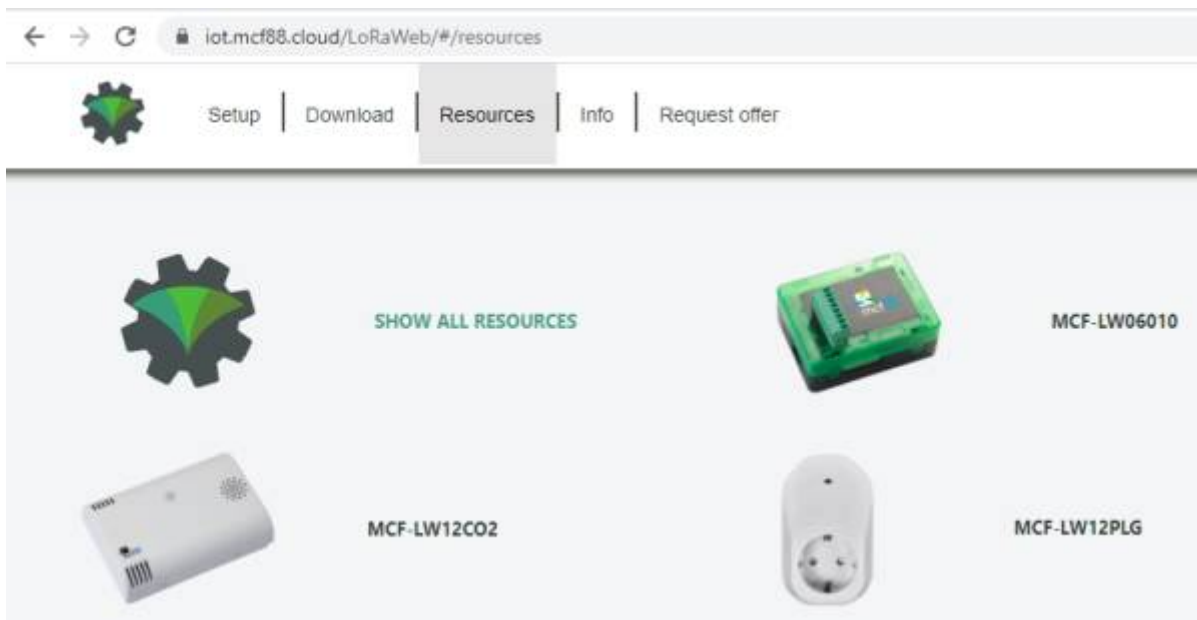 iot.mcf88.cloud/LoRaWeb/#/resources
Setup Download Resources Info Request offer
SHOW ALL RESOURCES
MCF-LW06010
MCF-LW12CO2
MCF-LW12PLG